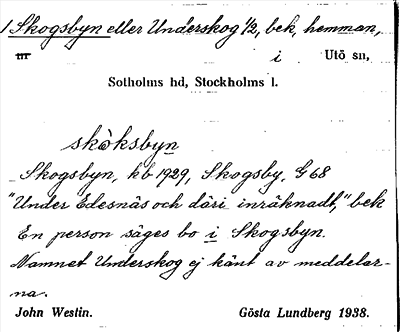 1 Skogsbyn eller Underskog 1/2, bek, hemman,
m i Utö sn,
Sotholms hd, Stockholms l.
skòksbyn
Skogsbyn, kb 1929, Skogsby, G 68
"Under Edesnäs och däri inräknadt," bek
En person säges bo i Skogsbyn.
Namnet Underskog ej känt av meddelar-
na.
John Westin. Gösta Lundberg 1938.